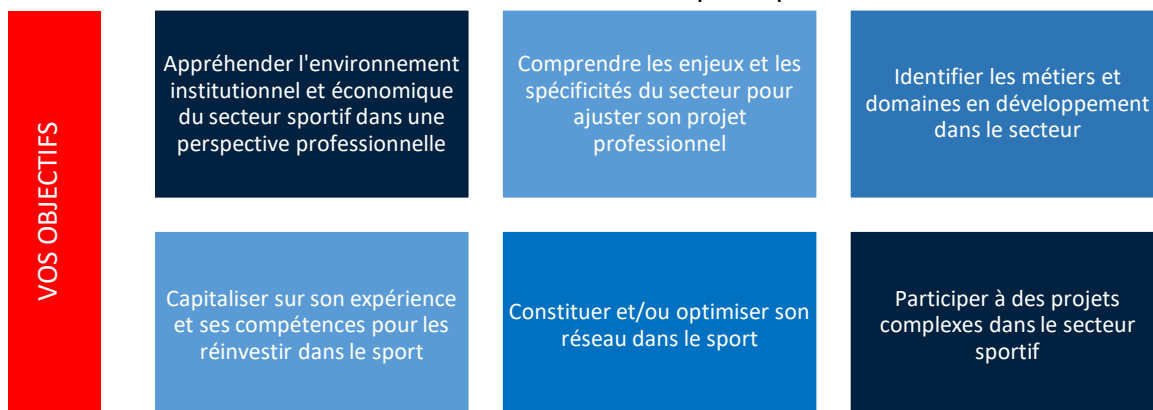 VOS OBJECTIFS
Appréhender l'environnement
institutionnel et économique
du secteur sportif dans une
perspective professionnelle
Comprendre les enjeux et les
spécificités du secteur pour
ajuster son projet
professionnel
Identifier les métiers et
domaines en développement
dans le secteur
Capitaliser sur son expérience
et ses compétences pour les
réinvestir dans le sport
Constituer et/ou optimiser son
réseau dans le sport
Participer à des projets
complexes dans le secteur
sportif